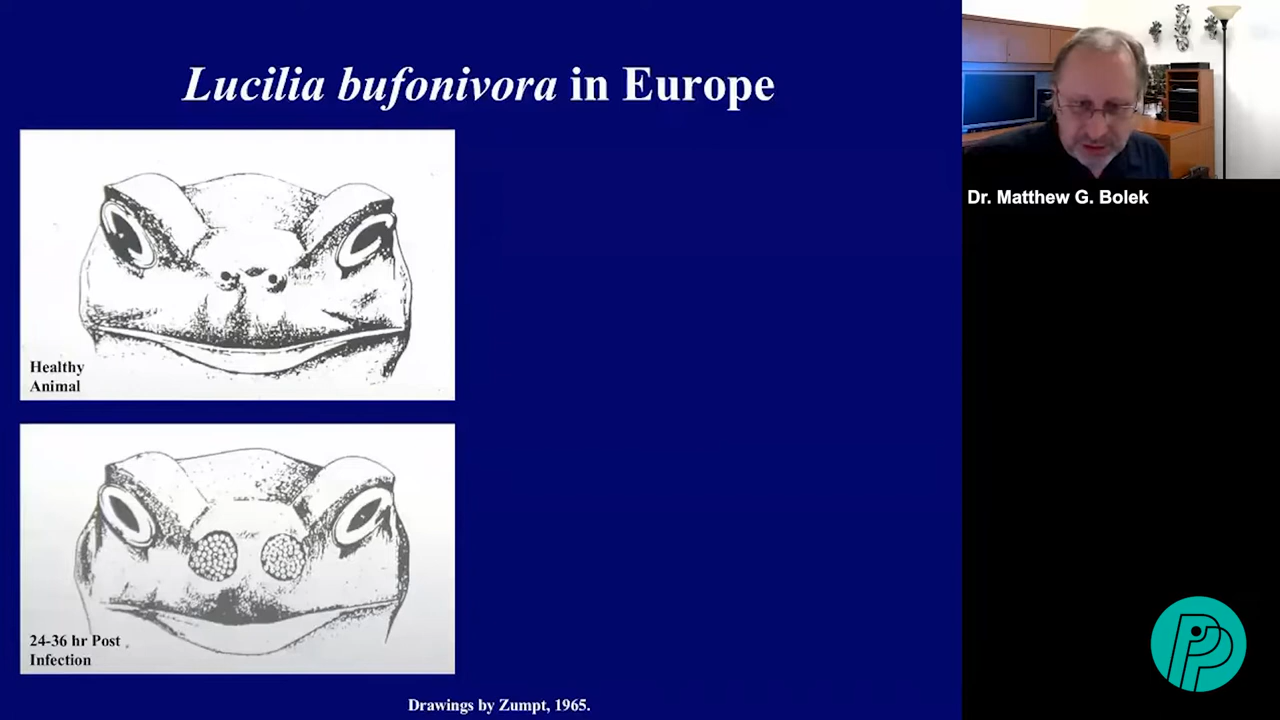 Lucilia bufonivora in Europe
Healthy
Animal
24-36 hr Post
Infection
Drawings by Zumpt, 1965.
Dr. Matthew G. Bolek